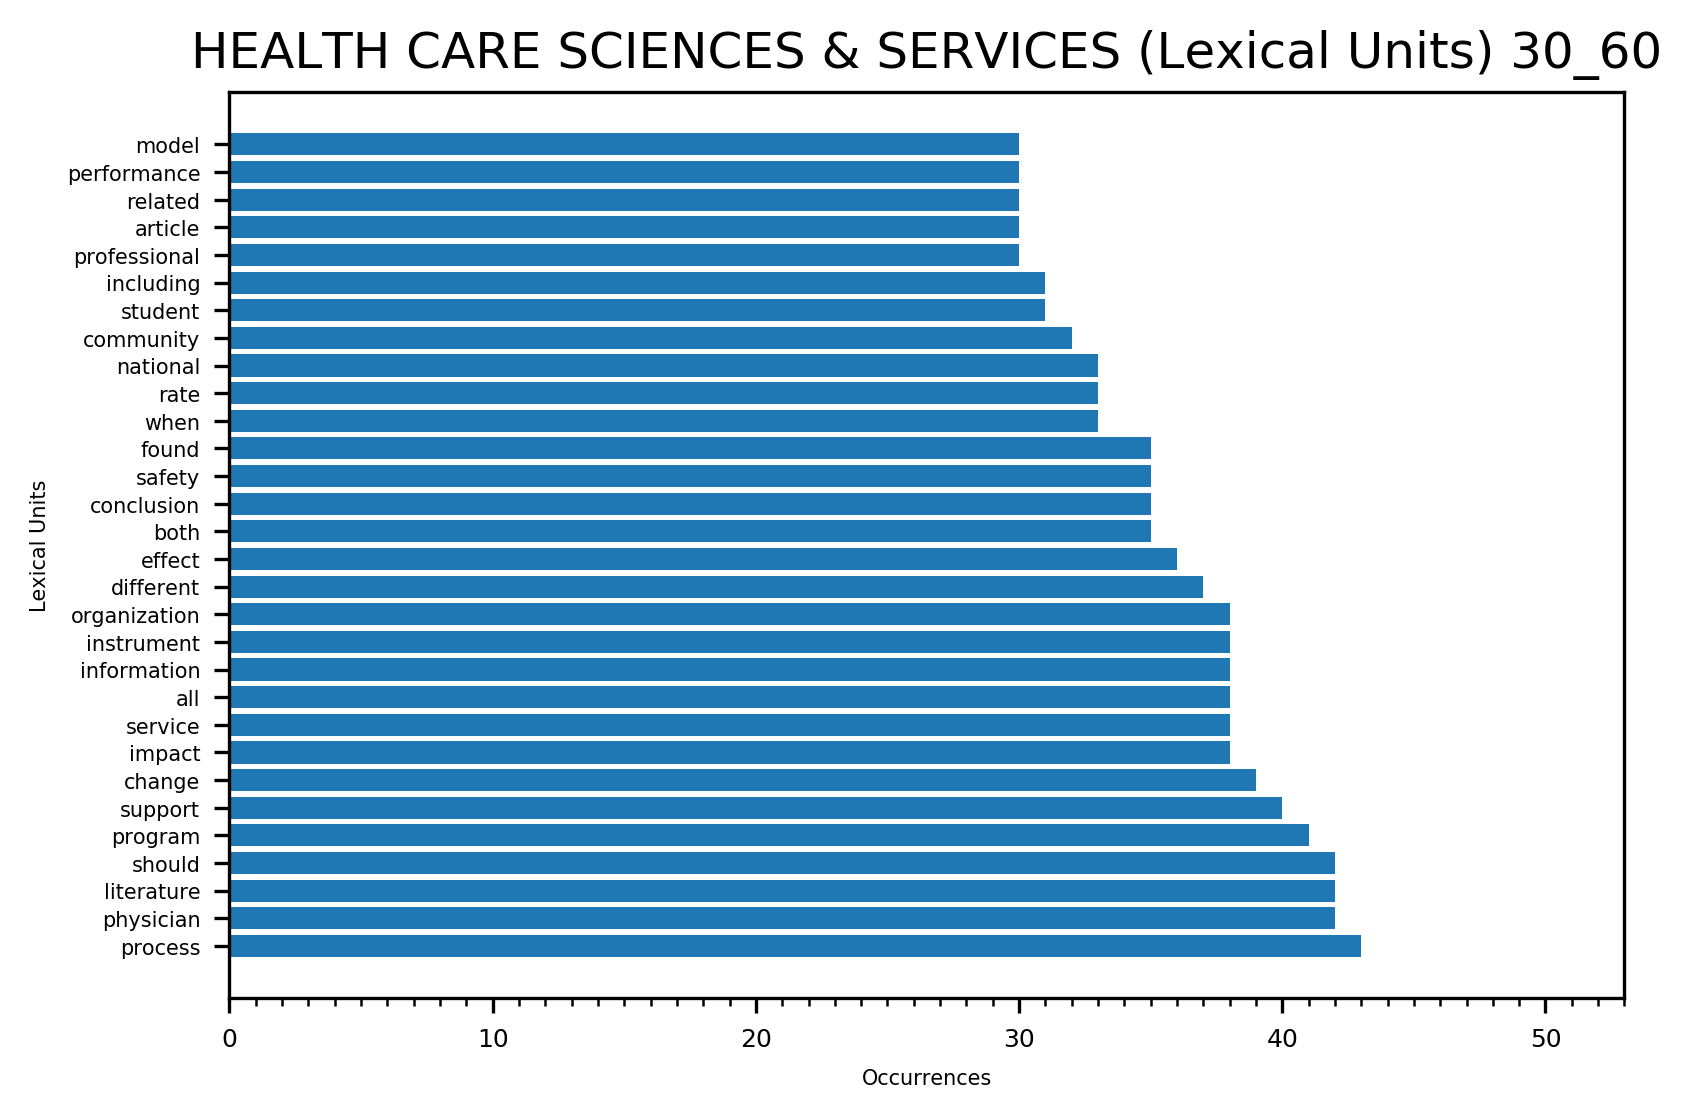 HEALTH CARE SCIENCES & SERVICES (Lexical Units) 30_60
Lexical Units
model
performance
related
article
professional
including
student
community
national
rate
when
found
safety
conclusion
both
effect
different
organization
instrument
information
all
service
impact
change
support
program
should
literature
physician
process
0 10 20 30 40 50
Occurrences